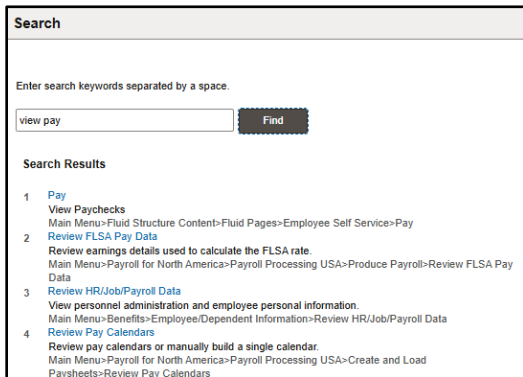 Search
Enter search keywords separated by a space.
view pay
Find
Search Results
1 Pay
View Paychecks
Main Menu>Fluid Structure Content>Fluid Pages>Employee Self Service>Pay
2 Review FLSA Pay Data
Review earnings details used to calculate the FLSA rate.
Main Menu>Payroll for North America>Payroll Processing USA>Produce Payroll>Review FLSA Pay
Data
3 Review HR/Job/Payroll Data
View personnel administration and employee personal information.
Main Menu>Benefits>Employee/Dependent Information>Review HR/Job/Payroll Data
4 Review Pay Calendars
Review pay calendars or manually build a single calendar.
Main Menu>Payroll for North America>Payroll Processing USA>Create and Load
Paysheets>Review Pay Calendars